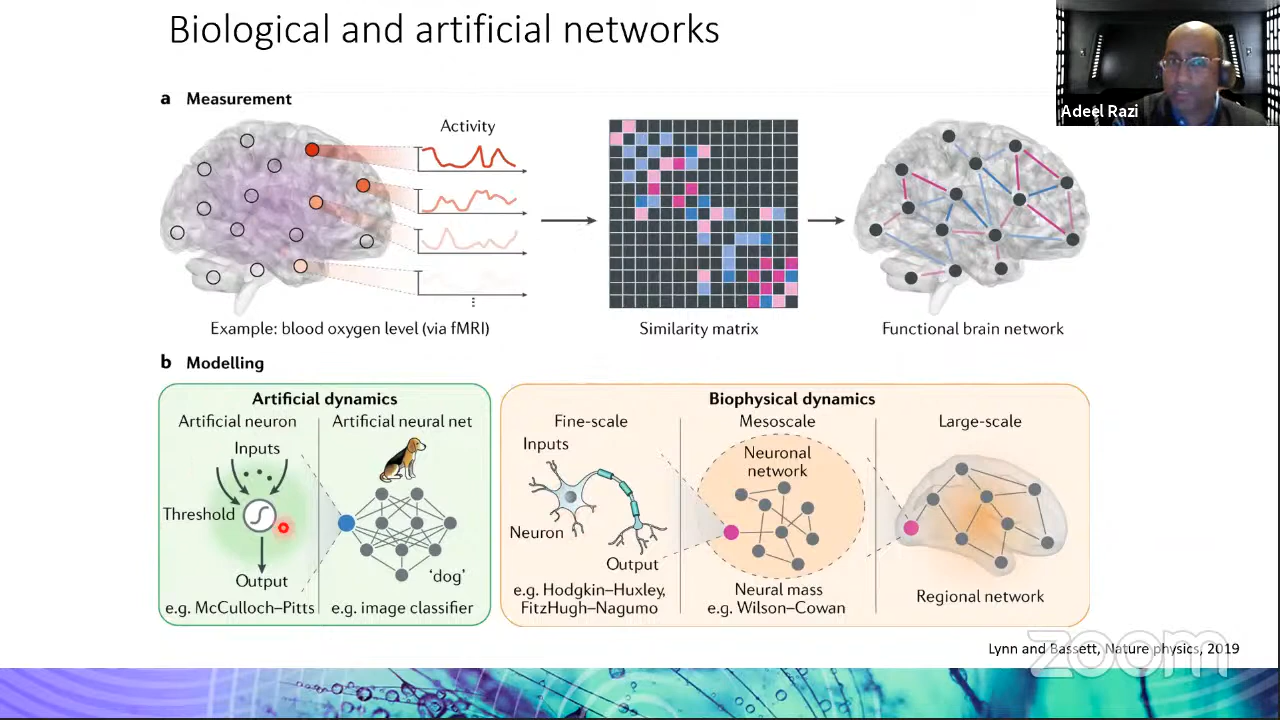 Biological and artificial networks
Adeel Razi
a Measurement
Activity
Example: blood oxygen level (via fMRI)
Similarity matrix
Functional brain network
b Modelling
Artificial dynamics
Artificial neuron
Inputs
Threshold
Output
e.g. McCulloch–Pitts
Artificial neural net
'dog'
e.g. image classifier
Biophysical dynamics
Fine-scale
Inputs
Neuron
Output
e.g. Hodgkin–Huxley,
FitzHugh–Nagumo
Mesoscale
Neuronal
network
Neural mass
e.g. Wilson–Cowan
Large-scale
Regional network
Lynn and Bassett, Nature physics, 2019
zoom